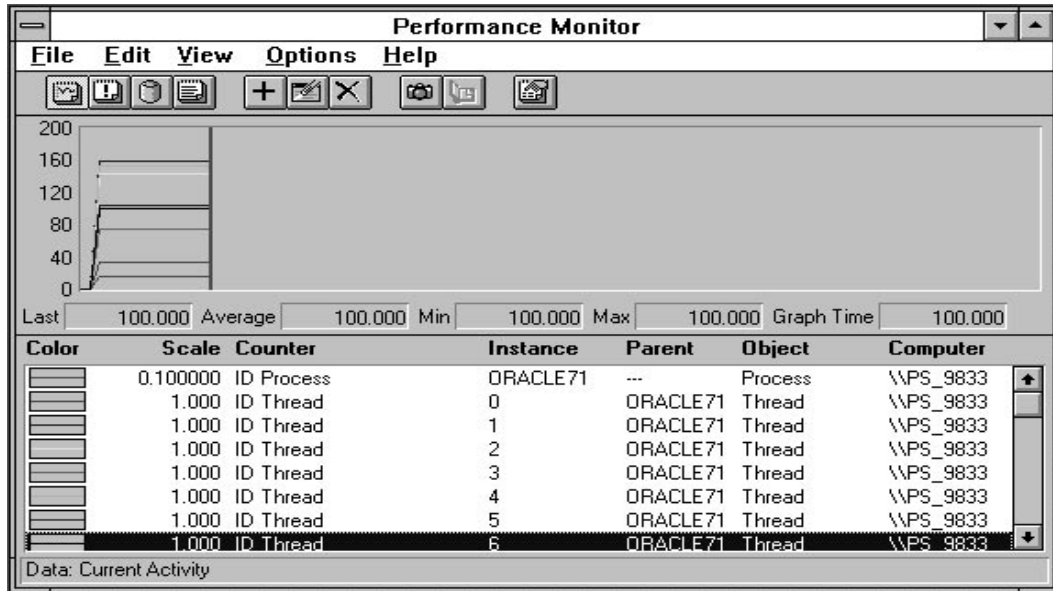 Performance Monitor
File Edit View Options Help
200
160
120
80
40
0
Last 100.000 Average 100.000 Min 100.000 Max 100.000 Graph Time 100.000
Color Scale Counter Instance Parent Object Computer
0.100000 ID Process ORACLE71 --- Process \\PS_9833
1.000 ID Thread 0 ORACLE71 Thread \\PS_9833
1.000 ID Thread 1 ORACLE71 Thread \\PS_9833
1.000 ID Thread 2 ORACLE71 Thread \\PS_9833
1.000 ID Thread 3 ORACLE71 Thread \\PS_9833
1.000 ID Thread 4 ORACLE71 Thread \\PS_9833
1.000 ID Thread 5 ORACLE71 Thread \\PS_9833
1.000 ID Thread 6 ORACLE71 Thread \\PS_9833
Data: Current Activity